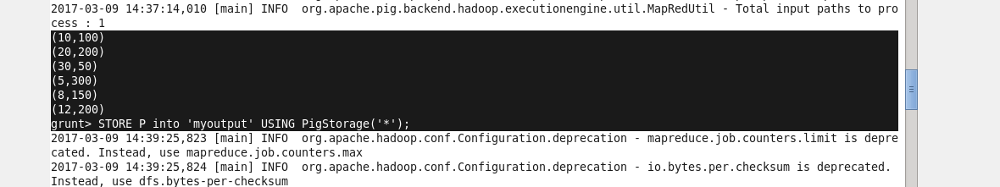 2017-03-09 14:37:14,010 [main] INFO  org.apache.pig.backend.hadoop.executionengine.util.MapRedUtil - Total input paths to pro
cess : 1
(10,100)
(20,200)
(30,50)
(5,300)
(8,150)
(12,200)
grunt> STORE P into 'myoutput' USING PigStorage('*');
2017-03-09 14:39:25,823 [main] INFO  org.apache.hadoop.conf.Configuration.deprecation - mapreduce.job.counters.limit is depre
cated. Instead, use mapreduce.job.counters.max
2017-03-09 14:39:25,824 [main] INFO  org.apache.hadoop.conf.Configuration.deprecation - io.bytes.per.checksum is deprecated.
Instead, use dfs.bytes-per-checksum